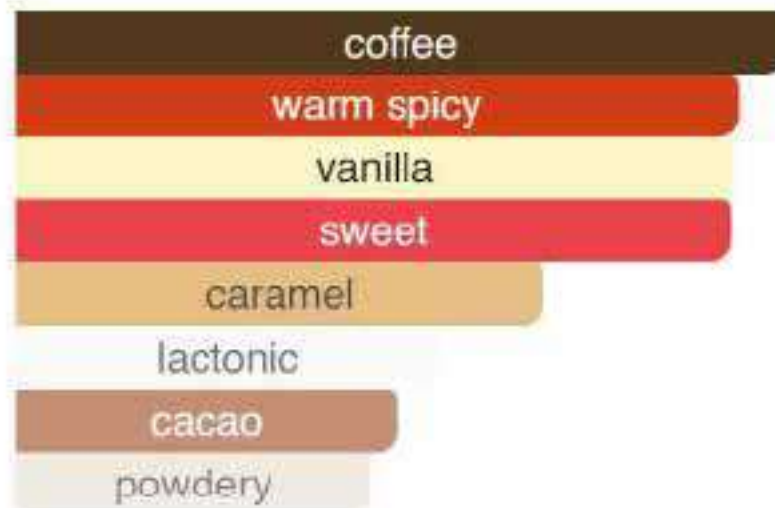 coffee
warm spicy
vanilla
sweet
caramel
lactonic
cacao
powdery